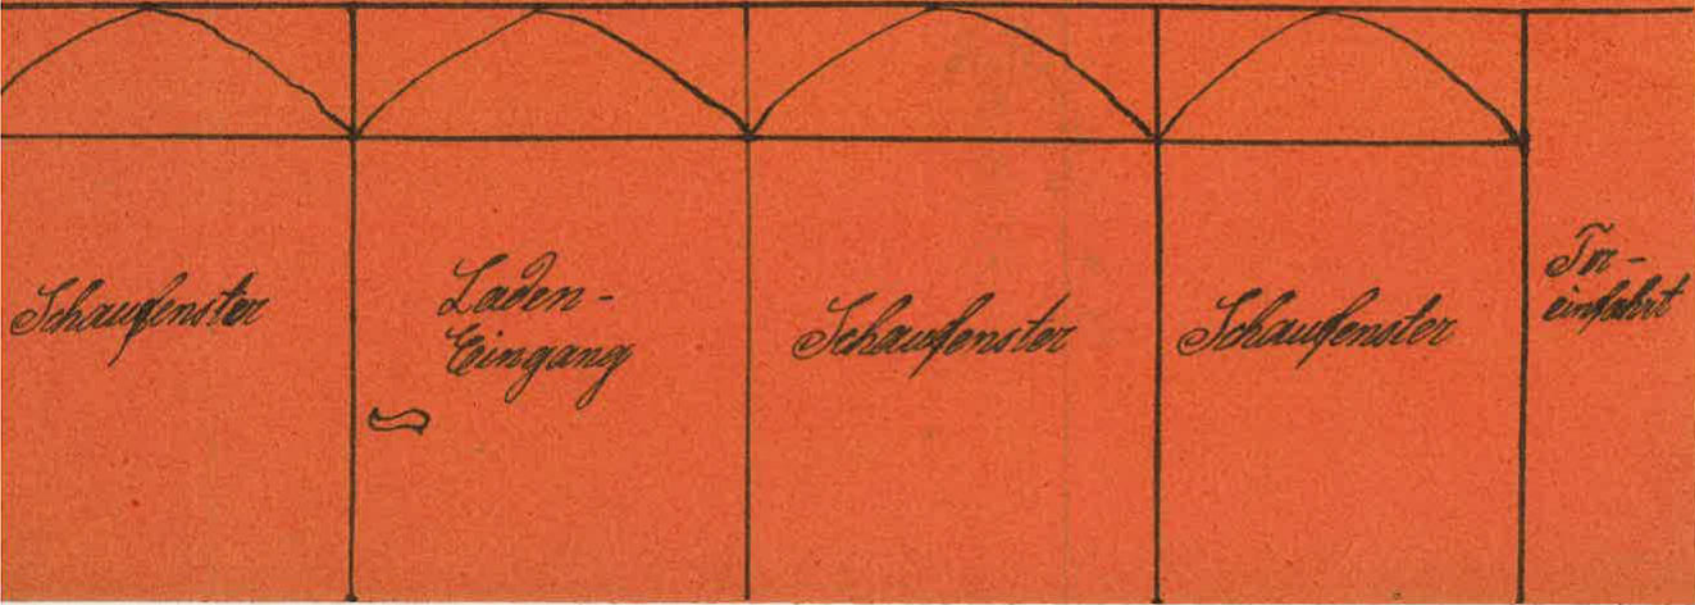 Schaufenster
Laden-
Eingang
Schaufenster
Schaufenster
Tor-
einfahrt